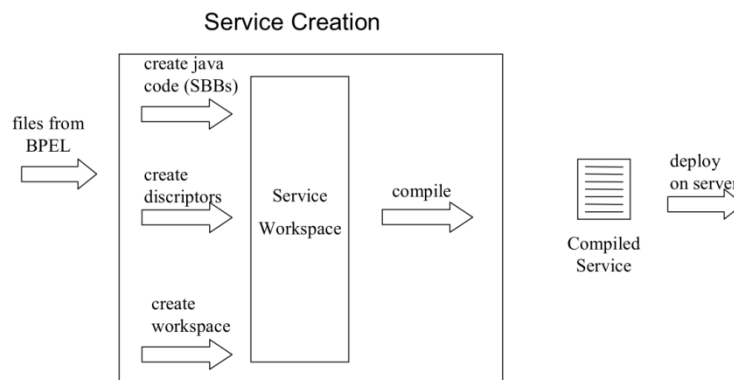 Service Creation
create java
code (SBBs)
files from
BPEL
create
discriptors
Service
Workspace
compile
create
workspace
Compiled
Service
deploy
on server